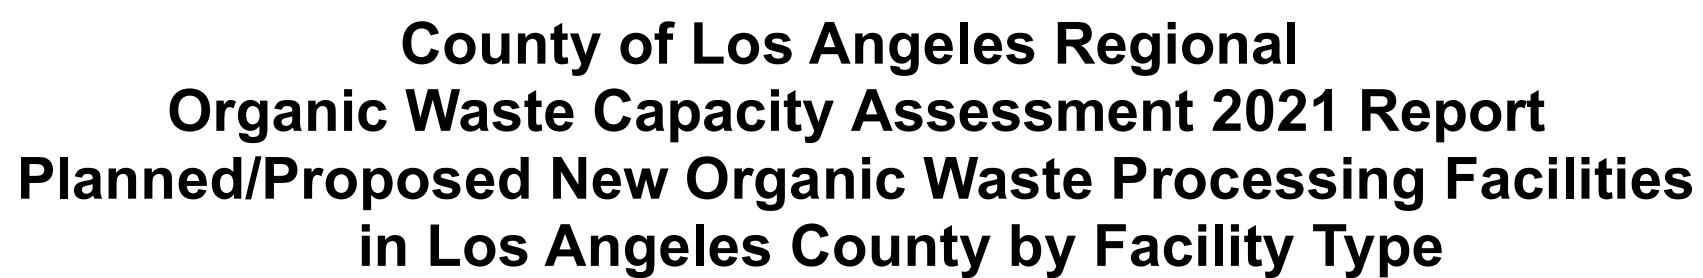 County of Los Angeles Regional
Organic Waste Capacity Assessment 2021 Report
Planned/Proposed New Organic Waste Processing Facilities
in Los Angeles County by Facility Type